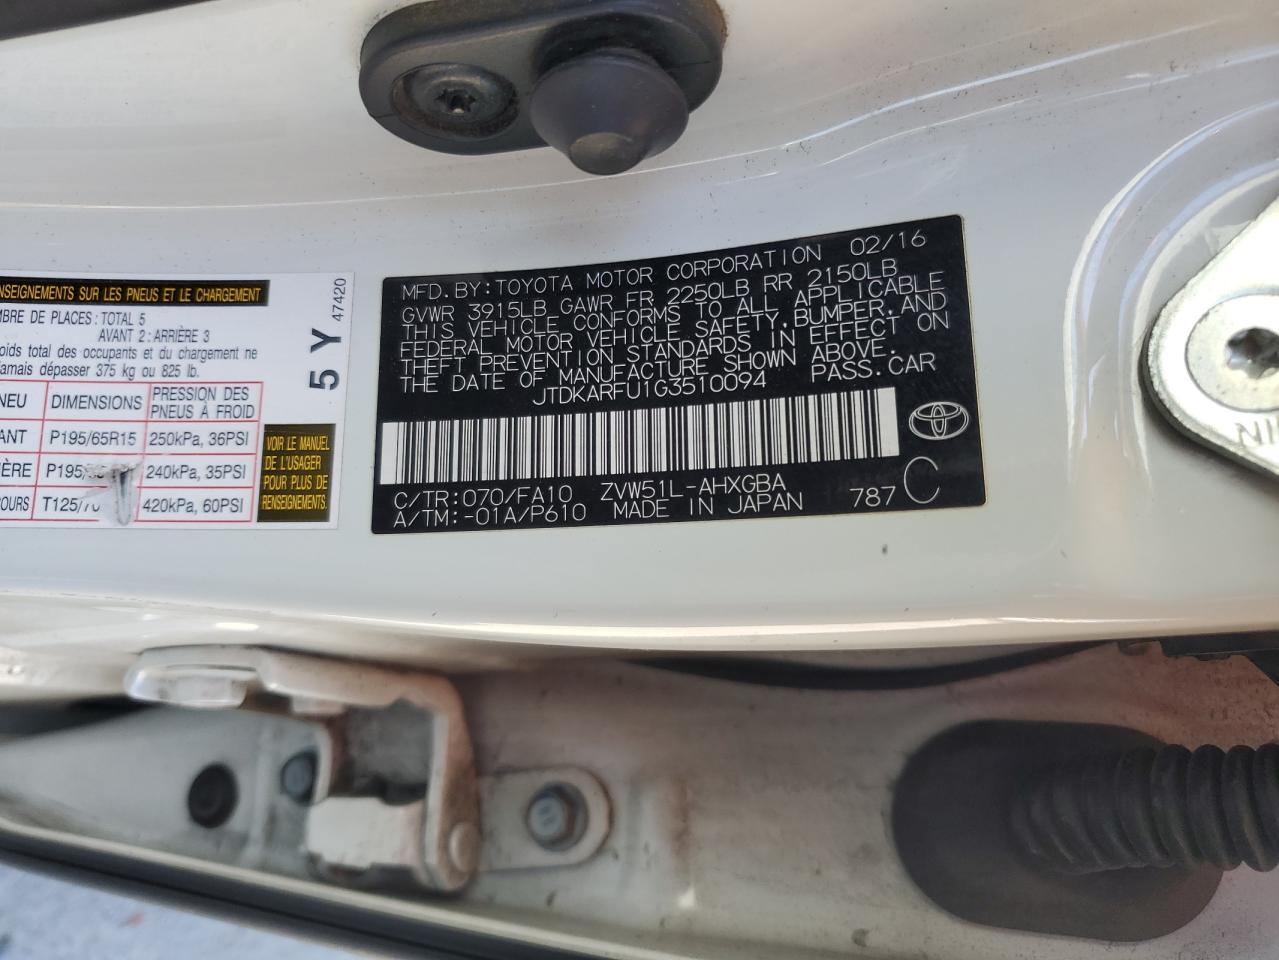 ENSEIGNEMENTS SUR LES PNEUS ET LE CHARGEMENT
MBRE DE PLACES: TOTAL 5
AVANT 2: ARRIÈRE 3
oids total des occupants et du chargement ne
jamais dépasser 375 kg ou 825 lb.
NEU DIMENSIONS PRESSION DES PNEUS À FROID
ANT P195/65R15 250kPa, 36PSI
IÈRE 240kPa, 35PSI
OURS 420kPa, 60PSI
5 Y
47420
VOIR LE MANUEL
DE L'USAGER
POUR PLUS DE
RENSEIGNEMENTS.
MFD. BY: TOYOTA MOTOR CORPORATION 02/16
GVWR 3915LB GAWR FR 2250LB RR 2150LB
THIS VEHICLE CONFORMS TO ALL APPLICABLE
FEDERAL MOTOR VEHICLE SAFETY, BUMPER, AND
THEFT PREVENTION STANDARDS IN EFFECT ON
THE DATE OF MANUFACTURE SHOWN ABOVE.
JTDKARFU1G3510094 PASS. CAR
C/TR: 070/FA10 ZVW51L-AHXGBA
A/TM: -01A/P610 MADE IN JAPAN 787 C
NI